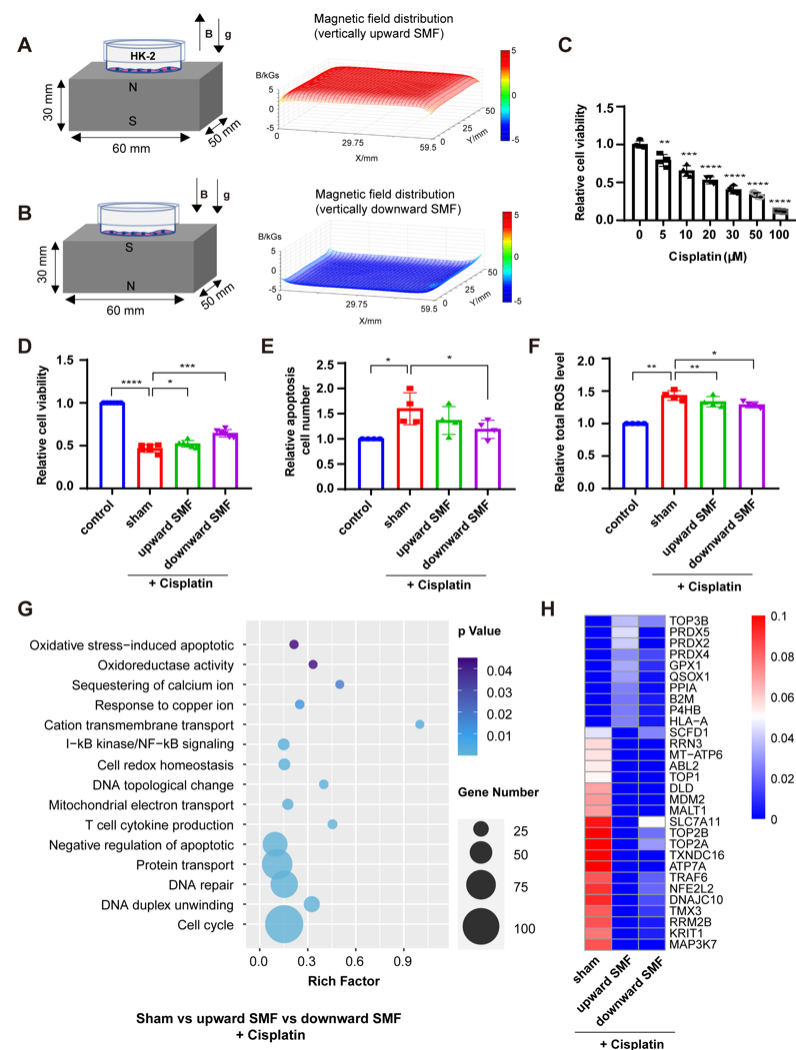 A
HK-2
B
g
N
S
30 mm
60 mm
50 mm
Magnetic field distribution
(vertically upward SMF)
B/kGs
5
0
-5
0
29.75
59.5
X/mm
0
25
50
Y/mm
5
0
-5
B
B
g
S
N
30 mm
60 mm
50 mm
Magnetic field distribution
(vertically downward SMF)
B/kGs
5
0
-5
0
29.75
59.5
X/mm
0
25
50
Y/mm
5
0
-5
C
Relative cell viability
1.5
1.0
0.5
0.0
** *** **** **** **** ****
0 5 10 20 30 50 100
Cisplatin (μM)
D
Relative cell viability
1.5
1.0
0.5
0.0
***
**** *
control
sham
upward SMF
downward SMF
+ Cisplatin
E
Relative apoptosis
cell number
2.5
2.0
1.5
1.0
0.5
0.0
* *
control
sham
upward SMF
downward SMF
+ Cisplatin
F
Relative total ROS level
2.0
1.5
1.0
0.5
0.0
*
** **
control
sham
upward SMF
downward SMF
+ Cisplatin
G
Oxidative stress-induced apoptotic
Oxidoreductase activity
Sequestering of calcium ion
Response to copper ion
Cation transmembrane transport
I-kB kinase/NF-kB signaling
Cell redox homeostasis
DNA topological change
Mitochondrial electron transport
T cell cytokine production
Negative regulation of apoptotic
Protein transport
DNA repair
DNA duplex unwinding
Cell cycle
0.0 0.3 0.6 0.9
Rich Factor
p Value
0.04
0.03
0.02
0.01
Gene Number
25
50
75
100
Sham vs upward SMF vs downward SMF
+ Cisplatin
H
TOP3B
PRDX5
PRDX2
PRDX4
GPX1
QSOX1
PPIA
B2M
P4HB
HLA-A
SCFD1
RRN3
MT-ATP6
ABL2
TOP1
DLD
MDM2
MALT1
SLC7A11
TOP2B
TOP2A
TXNDC16
ATP7A
TRAF6
NFE2L2
DNAJC10
TMX3
RRM2B
KRIT1
MAP3K7
sham
upward SMF
downward SMF
+ Cisplatin
0.1
0.08
0.06
0.04
0.02
0